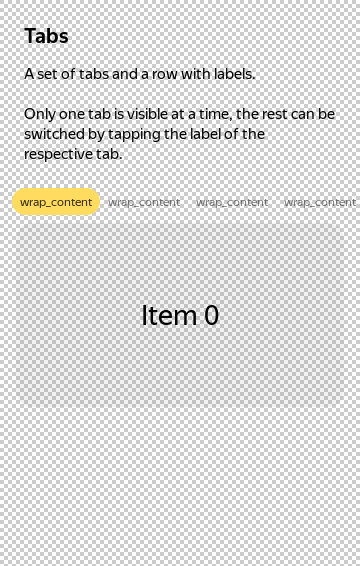 Tabs
A set of tabs and a row with labels.
Only one tab is visible at a time, the rest can be
switched by tapping the label of the
respective tab.
wrap_content wrap_content wrap_content wrap_content
Item 0